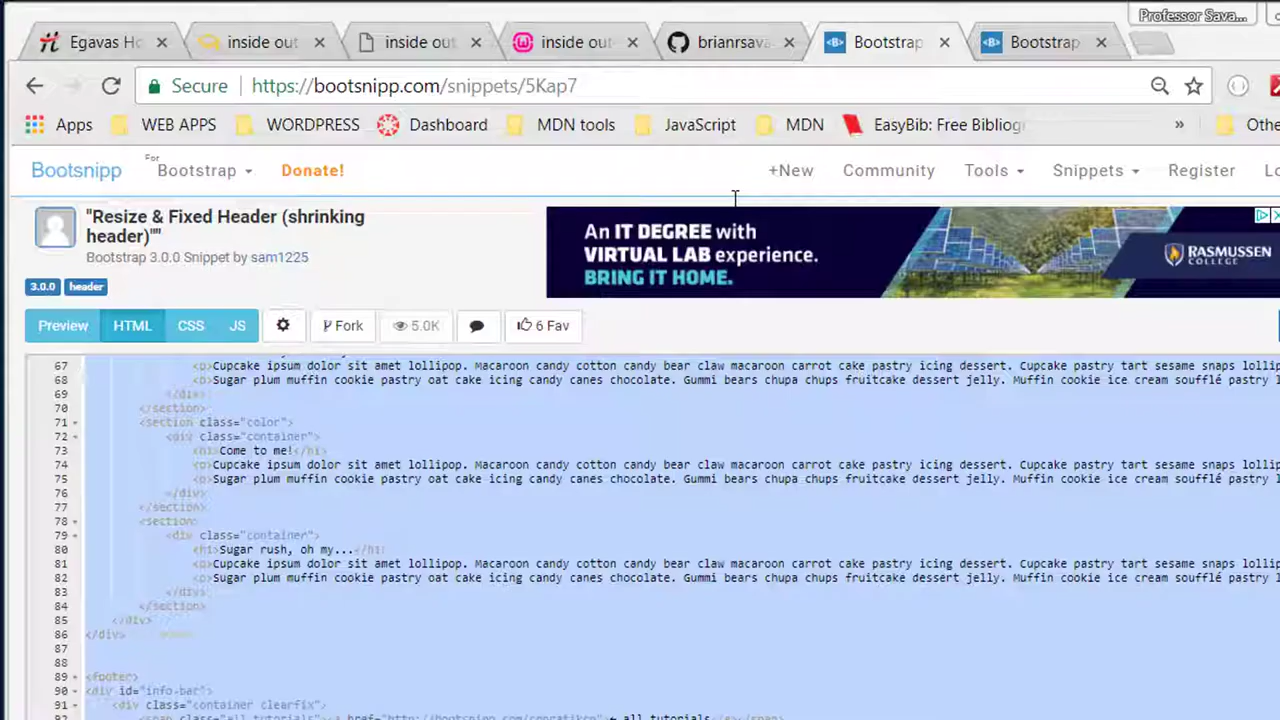 Professor Sava...
Egavas Ho
inside out
inside out
inside out
brianrsava
Bootstrap
Bootstrap
Secure
https://bootsnipp.com/snippets/5Kap7
Apps
WEB APPS
WORDPRESS
Dashboard
MDN tools
JavaScript
MDN
EasyBib: Free Bibliogr
»
Othe
Bootsnipp
For
Bootstrap
Donate!
+New
Community
Tools
Snippets
Register
Lo
"Resize & Fixed Header (shrinking
header)""
Bootstrap 3.0.0 Snippet by sam1225
An IT DEGREE with
VIRTUAL LAB experience.
BRING IT HOME.
RASMUSSEN
COLLEGE
3.0.0
header
Preview
HTML
CSS
JS
Fork
5.0K
6 Fav
67 <p>Cupcake ipsum dolor sit amet lollipop. Macaroon candy cotton candy bear claw macaroon carrot cake pastry icing dessert. Cupcake pastry tart sesame snaps lolli
68 <p>Sugar plum muffin cookie pastry oat cake icing candy canes chocolate. Gummi bears chupa chups fruitcake dessert jelly. Muffin cookie ice cream soufflé pastry l
69 </div>
70 </section>
71 <section class="color">
72 <div class="container">
73 <h1>Come to me!</h1>
74 <p>Cupcake ipsum dolor sit amet lollipop. Macaroon candy cotton candy bear claw macaroon carrot cake pastry icing dessert. Cupcake pastry tart sesame snaps lolli
75 <p>Sugar plum muffin cookie pastry oat cake icing candy canes chocolate. Gummi bears chupa chups fruitcake dessert jelly. Muffin cookie ice cream soufflé pastry l
76 </div>
77 </section>
78 <section>
79 <div class="container">
80 <h1>Sugar rush, oh my...</h1>
81 <p>Cupcake ipsum dolor sit amet lollipop. Macaroon candy cotton candy bear claw macaroon carrot cake pastry icing dessert. Cupcake pastry tart sesame snaps lolli
82 <p>Sugar plum muffin cookie pastry oat cake icing candy canes chocolate. Gummi bears chupa chups fruitcake dessert jelly. Muffin cookie ice cream soufflé pastry l
83 </div>
84 </section>
85 </div>
86 </div>
87
88
89 <footer>
90 <div id="info-bar">
91 <div class="container clearfix">